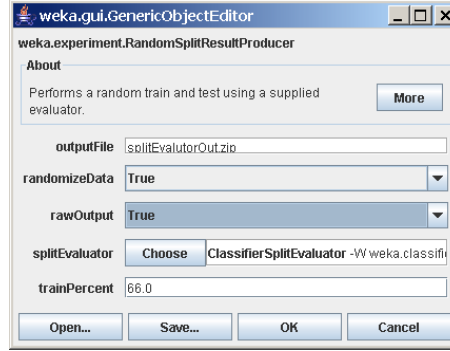 weka.gui.GenericObjectEditor
weka.experiment.RandomSplitResultProducer
About
Performs a random train and test using a supplied
evaluator.
More
outputFile splitEvalutorOut.zip
randomizeData True
rawOutput True
splitEvaluator Choose ClassifierSplitEvaluator -W weka.classifie
trainPercent 66.0
Open... Save... OK Cancel